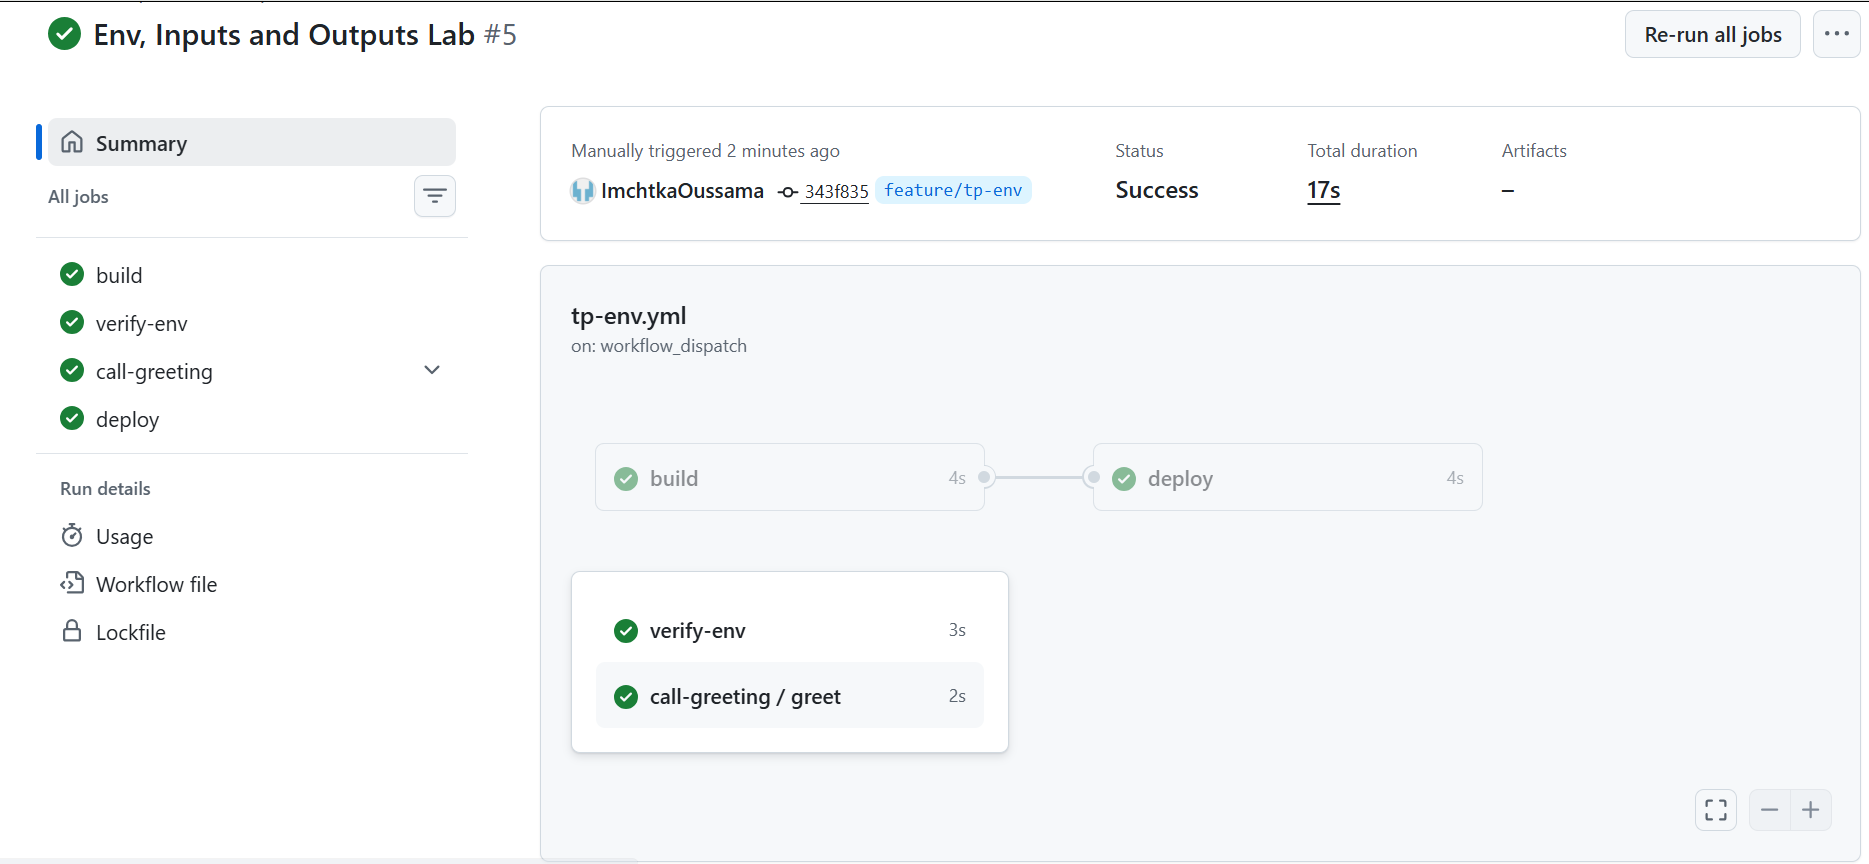 Env, Inputs and Outputs Lab #5
Re-run all jobs
Summary
All jobs
build
verify-env
call-greeting
deploy
Run details
Usage
Workflow file
Lockfile
Manually triggered 2 minutes ago
ImchtkaOussama 343f835 feature/tp-env
Status
Success
Total duration
17s
Artifacts
–
tp-env.yml
on: workflow_dispatch
build 4s
deploy 4s
verify-env 3s
call-greeting / greet 2s